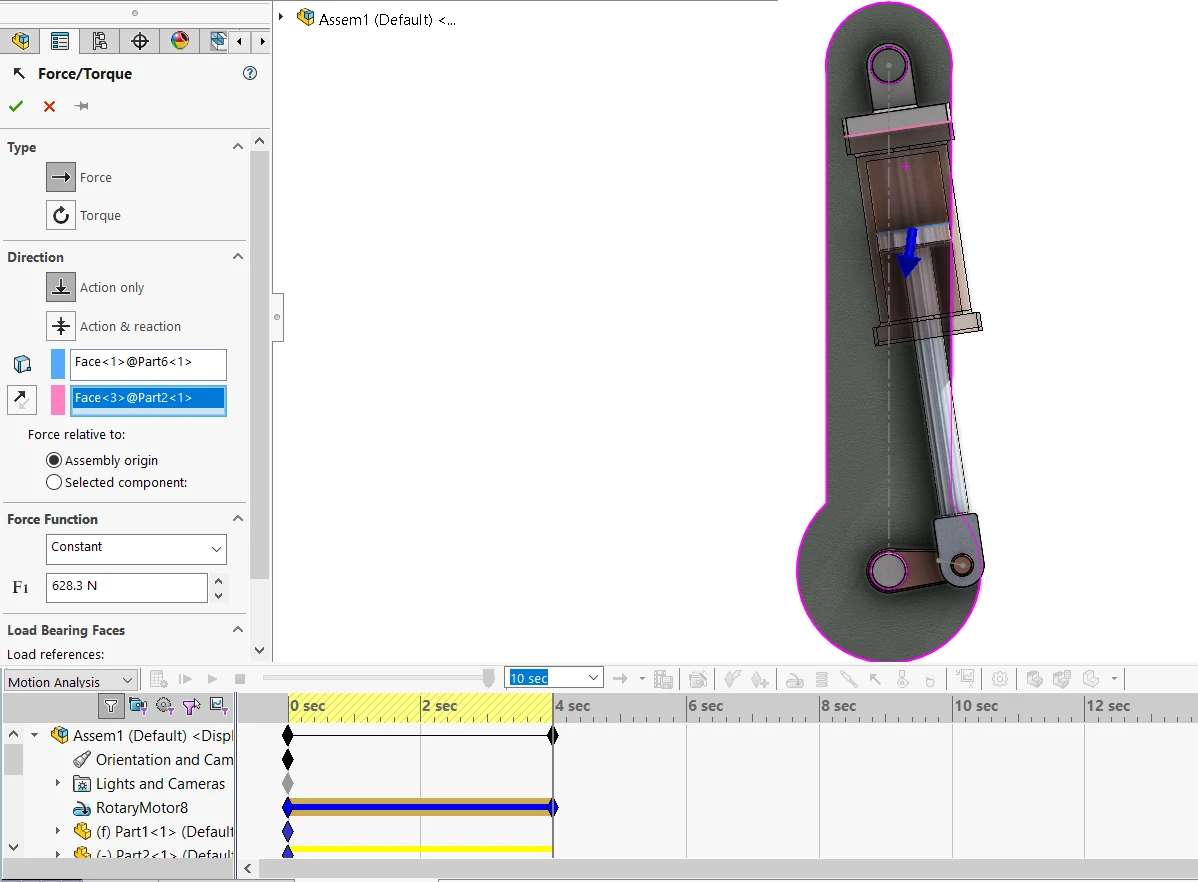 Assem1 (Default) <...
Force/Torque
Type
Force
Torque
Direction
Action only
Action & reaction
Face<1>@Part6<1>
Face<3>@Part2<1>
Force relative to:
Assembly origin
Selected component:
Force Function
Constant
F1
628.3 N
Load Bearing Faces
Load references:
Motion Analysis
10 sec
0 sec 2 sec 4 sec 6 sec 8 sec 10 sec 12 sec
Assem1 (Default) <Displ
Orientation and Cam
Lights and Cameras
RotaryMotor8
(f) Part1<1> (Default
(-) Part2<1> (Default